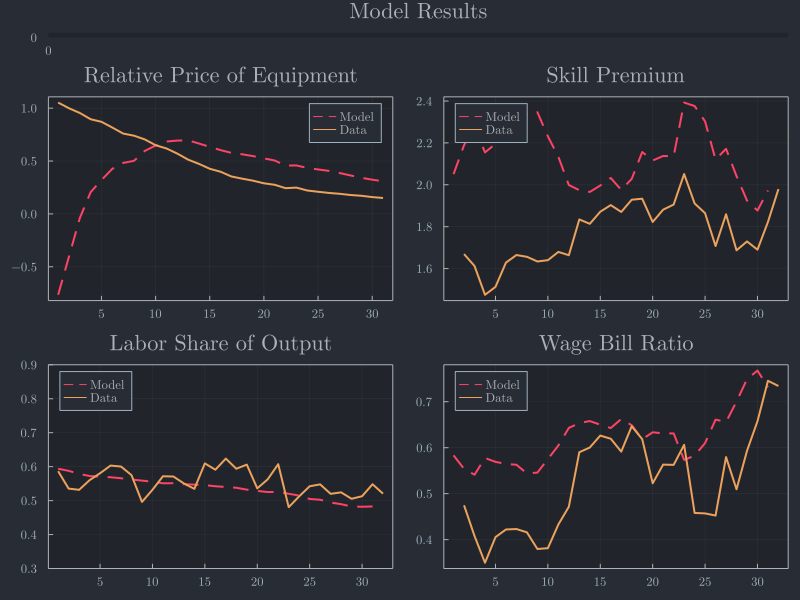 Model Results
0
0
Relative Price of Equipment
1.0
0.5
0.0
−0.5
5 10 15 20 25 30
Model
Data
Skill Premium
2.4
2.2
2.0
1.8
1.6
5 10 15 20 25 30
Model
Data
Labor Share of Output
0.9
0.8
0.7
0.6
0.5
0.4
0.3
5 10 15 20 25 30
Model
Data
Wage Bill Ratio
0.7
0.6
0.5
0.4
5 10 15 20 25 30
Model
Data